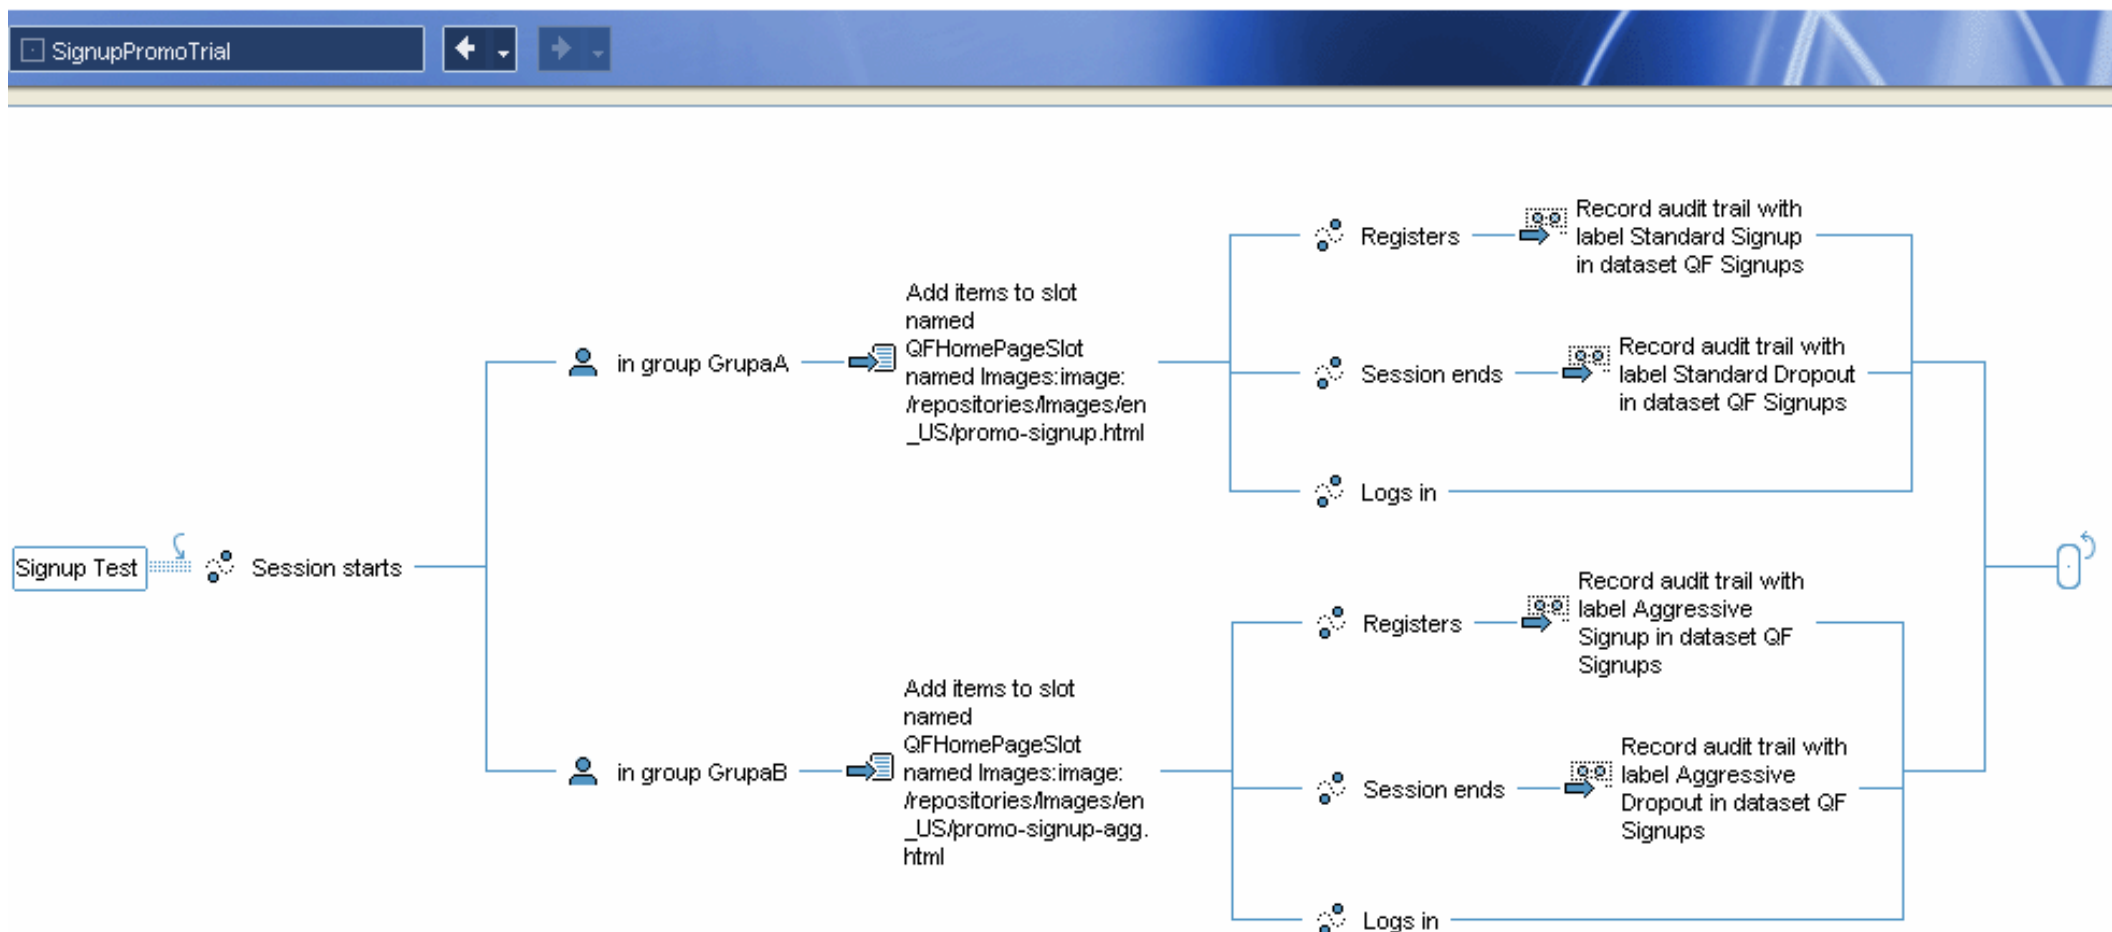 SignupPromoTrial
Signup Test
Session starts
in group GrupaA
Add items to slot
named
QFHomePageSlot
named Images:image:
/repositories/Images/en
_US/promo-signup.html
Registers
Record audit trail with
label Standard Signup
in dataset QF Signups
Session ends
Record audit trail with
label Standard Dropout
in dataset QF Signups
Logs in
in group GrupaB
Add items to slot
named
QFHomePageSlot
named Images:image:
/repositories/Images/en
_US/promo-signup-agg.
html
Registers
Record audit trail with
label Aggressive
Signup in dataset QF
Signups
Session ends
Record audit trail with
label Aggressive
Dropout in dataset QF
Signups
Logs in